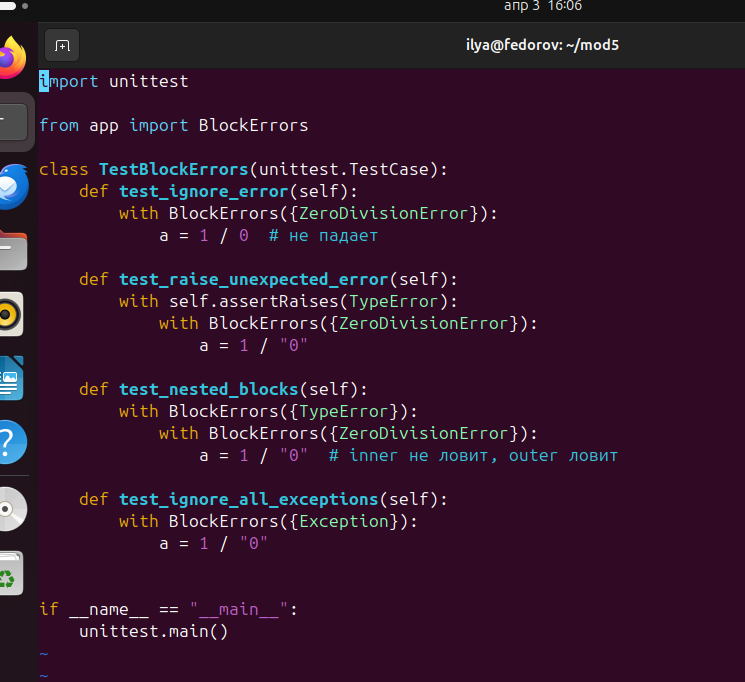 апр 3 16:06
ilya@fedorov: ~/mod5
import unittest
from app import BlockErrors
class TestBlockErrors(unittest.TestCase):
    def test_ignore_error(self):
        with BlockErrors({ZeroDivisionError}):
            a = 1 / 0  # не падает
    def test_raise_unexpected_error(self):
        with self.assertRaises(TypeError):
            with BlockErrors({ZeroDivisionError}):
                a = 1 / "0"
    def test_nested_blocks(self):
        with BlockErrors({TypeError}):
            with BlockErrors({ZeroDivisionError}):
                a = 1 / "0"  # inner не ловит, outer ловит
    def test_ignore_all_exceptions(self):
        with BlockErrors({Exception}):
            a = 1 / "0"
if __name__ == "__main__":
    unittest.main()
~
~